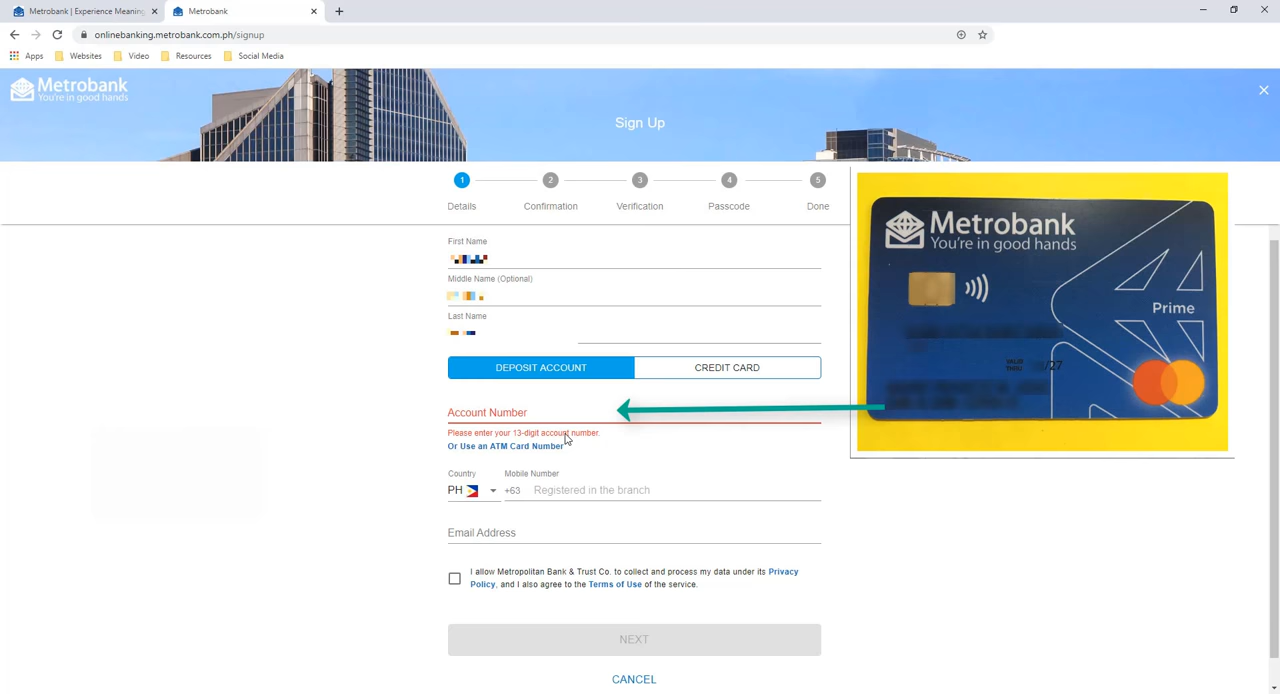 Metrobank | Experience Meaning
Metrobank
onlinebanking.metrobank.com.ph/signup
Apps Websites Video Resources Social Media
Metrobank
You're in good hands
Sign Up
1 2 3 4 5
Details Confirmation Verification Passcode Done
First Name
Middle Name (Optional)
Last Name
DEPOSIT ACCOUNT CREDIT CARD
Account Number
Please enter your 13-digit account number.
Or Use an ATM Card Number
Country Mobile Number
PH +63 Registered in the branch
Email Address
I allow Metropolitan Bank & Trust Co. to collect and process my data under its Privacy
Policy, and I also agree to the Terms of Use of the service.
NEXT
CANCEL
Metrobank
You're in good hands
Prime
/27